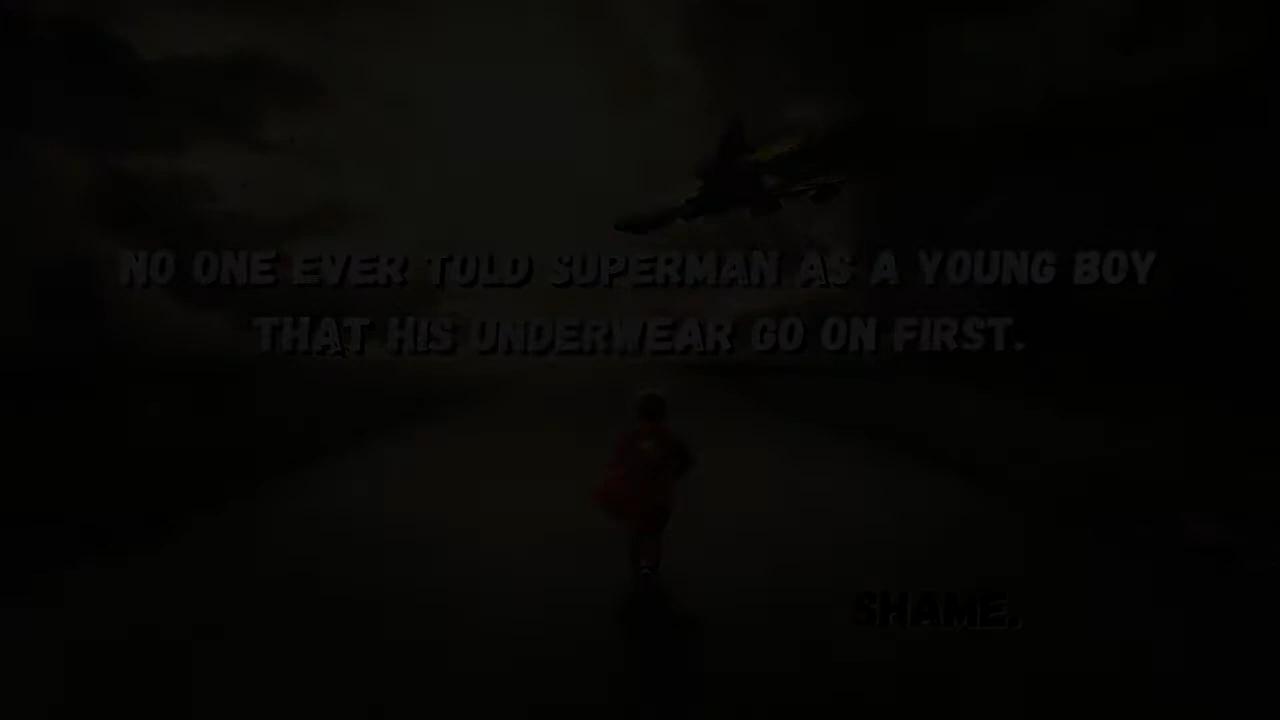 NO ONE EVER TOLD SUPERMAN AS A YOUNG BOY
THAT HIS UNDERWEAR GO ON FIRST.
SHAME.